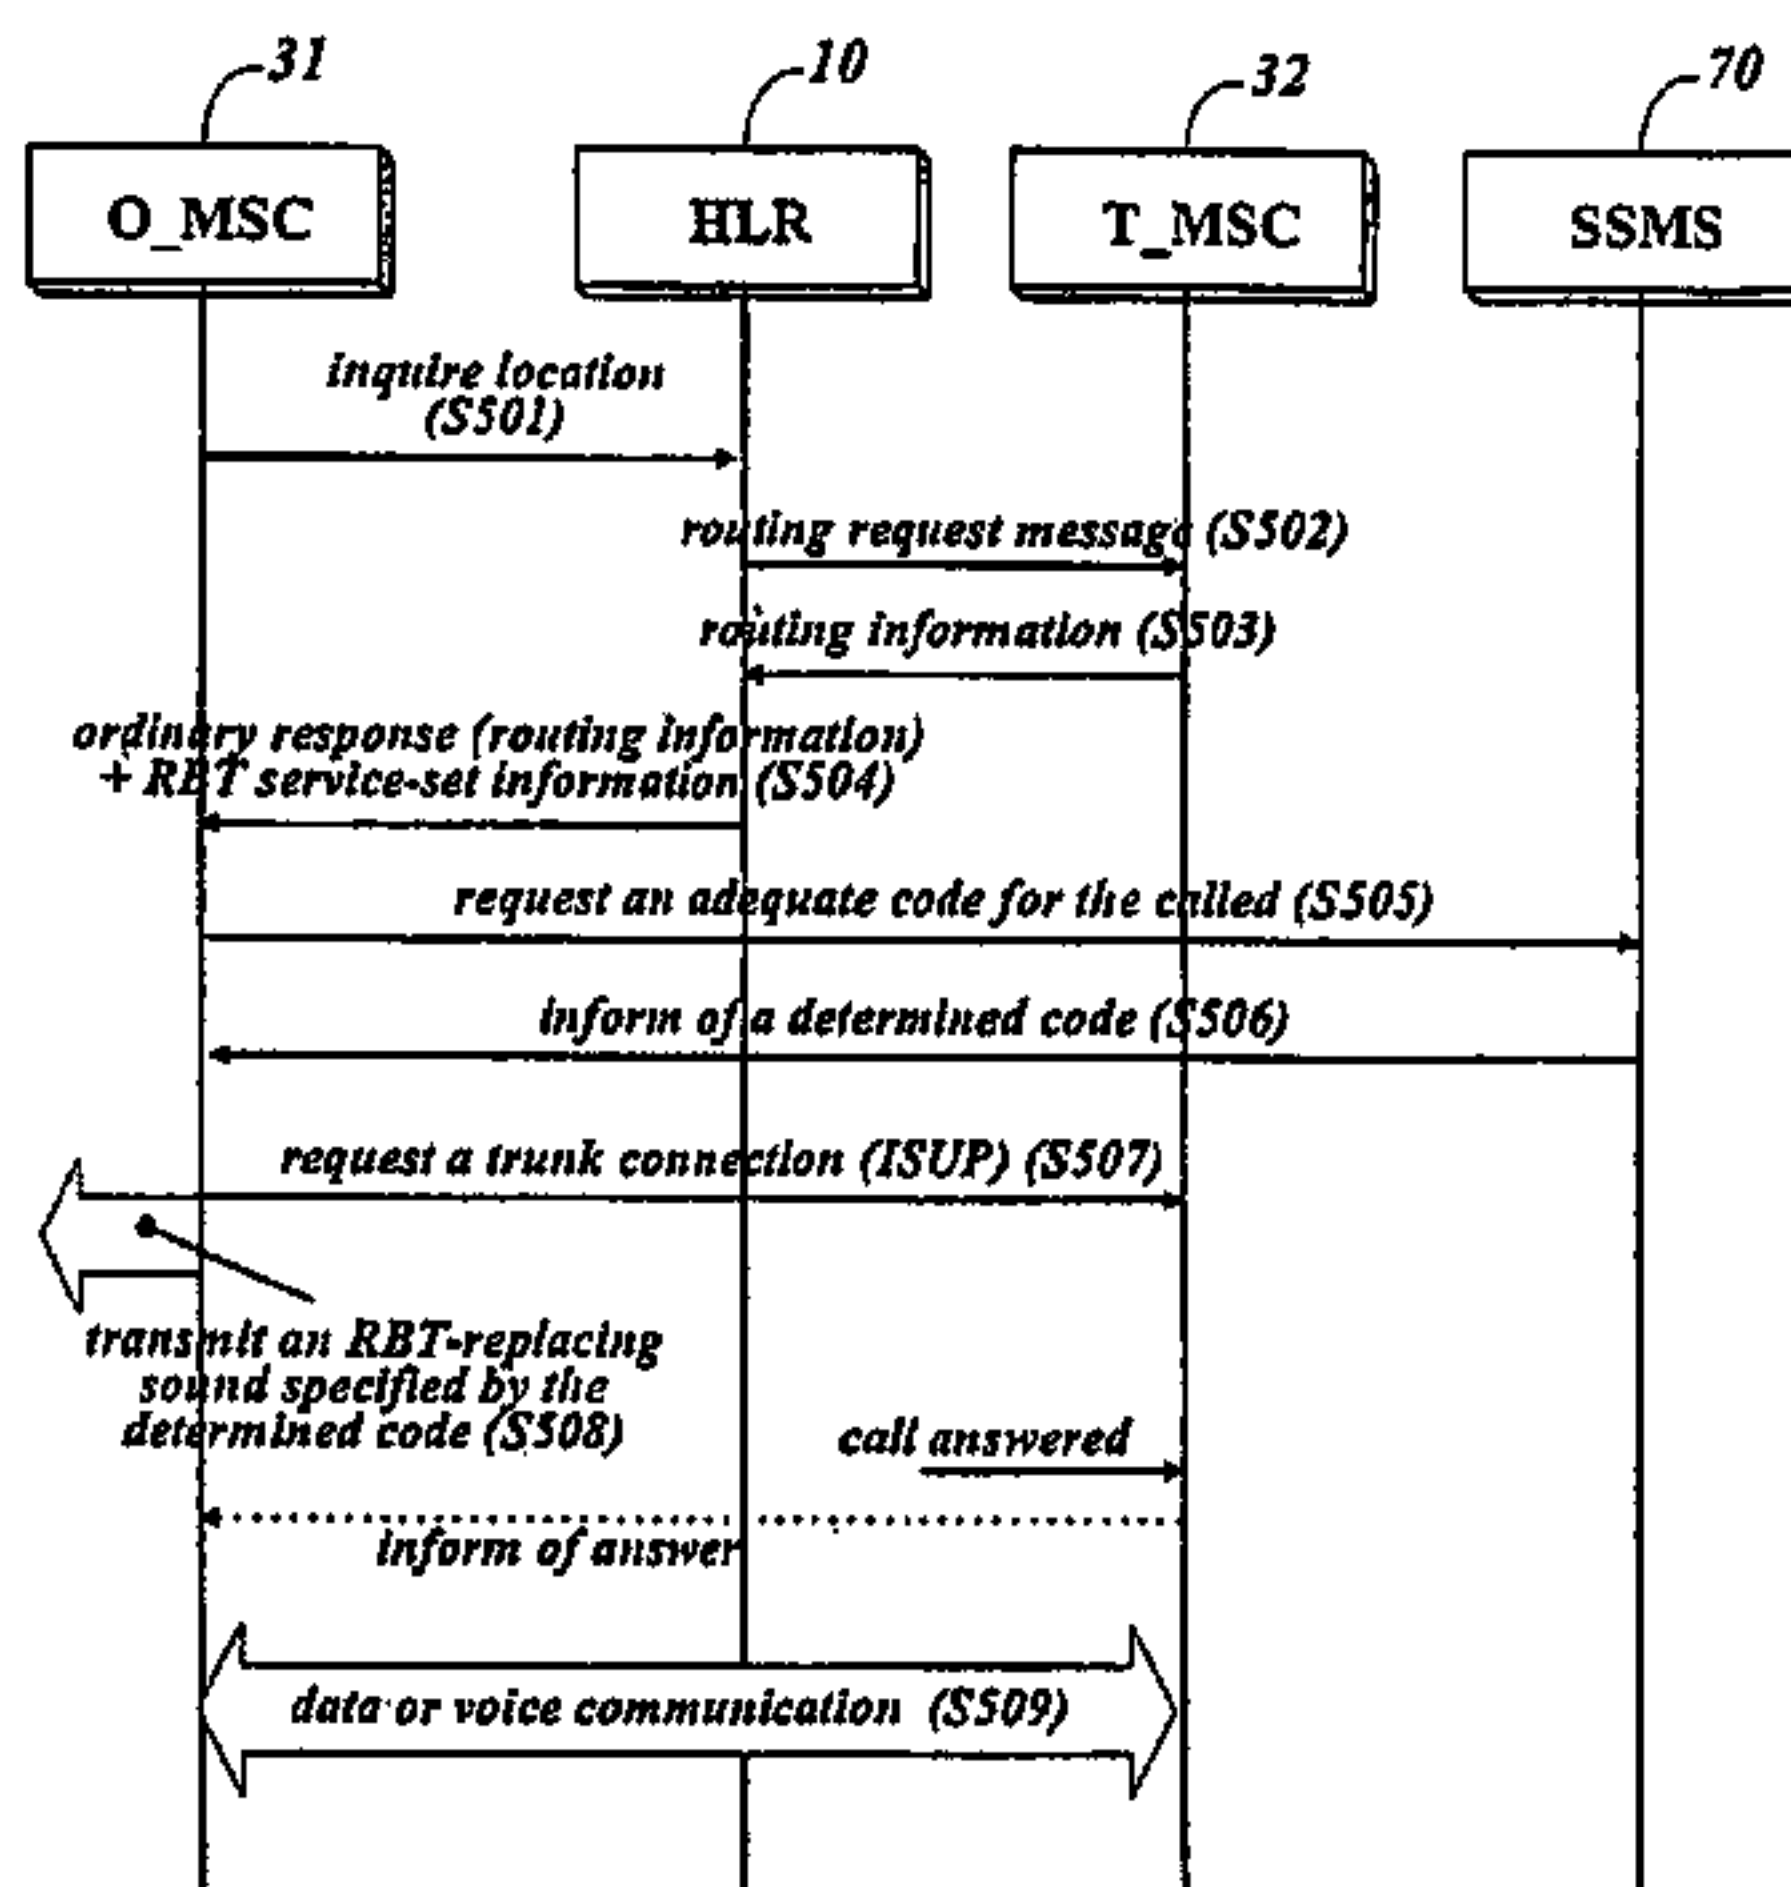 31
10
32
70
O_MSC
HLR
T_MSC
SSMS
inquire location
(S501)
routing request message (S502)
routing information (S503)
ordinary response (routing information)
+ RBT service-set information (S504)
request an adequate code for the called (S505)
inform of a determined code (S506)
request a trunk connection (ISUP) (S507)
transmit an RBT-replacing
sound specified by the
determined code (S508)
call answered
inform of answer
data or voice communication (S509)